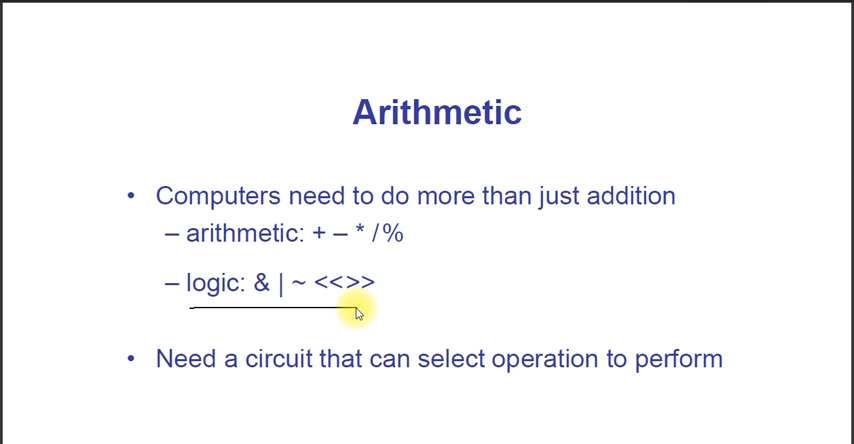 Arithmetic
• Computers need to do more than just addition
– arithmetic: + – * / %
– logic: & | ~ <<>>
• Need a circuit that can select operation to perform